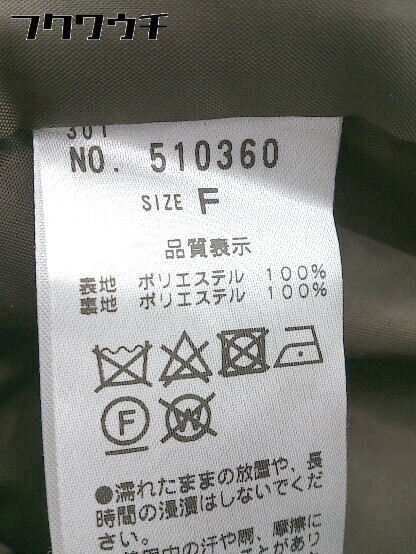 フクワウチ
301
NO. 510360
SIZE F
品質表示
表地 ポリエステル 100%
裏地 ポリエステル 100%
F
W
●濡れたままの放置や、長
時間の浸漬はしないでくだ
さい。